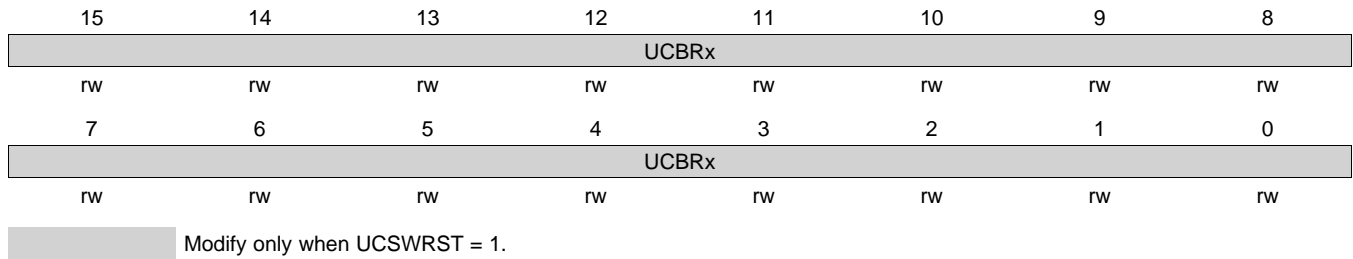 15 14 13 12 11 10 9 8
UCBRx
rw rw rw rw rw rw rw rw
7 6 5 4 3 2 1 0
UCBRx
rw rw rw rw rw rw rw rw
Modify only when UCSWRST = 1.